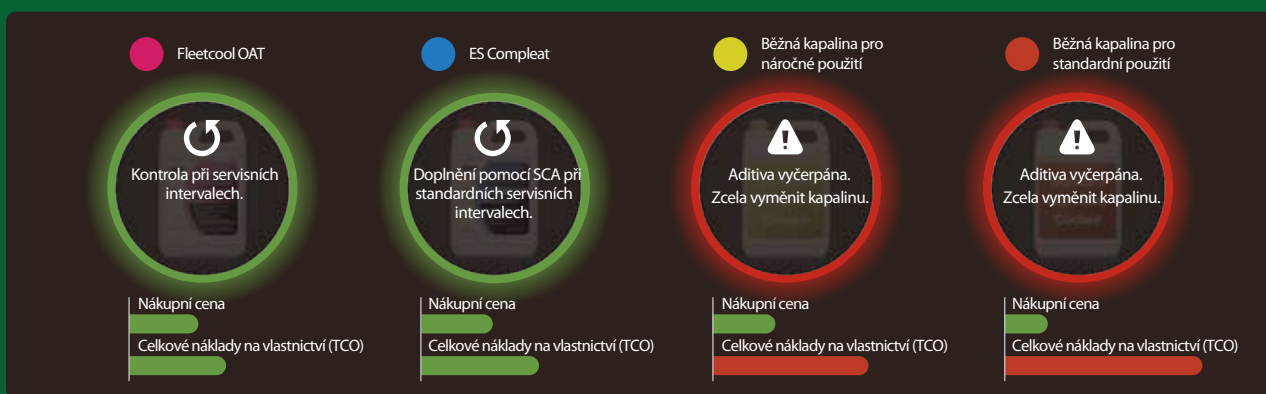 Fleetcool OAT
Kontrola při servisních
intervalech.
Nákupní cena
Celkové náklady na vlastnictví (TCO)
ES Compleat
Doplnění pomocí SCA při
standardních servisních
intervalech.
Nákupní cena
Celkové náklady na vlastnictví (TCO)
Běžná kapalina pro
náročné použití
Aditiva vyčerpána.
Zcela vyměnit kapalinu.
Nákupní cena
Celkové náklady na vlastnictví (TCO)
Běžná kapalina pro
standardní použití
Aditiva vyčerpána.
Zcela vyměnit kapalinu.
Nákupní cena
Celkové náklady na vlastnictví (TCO)